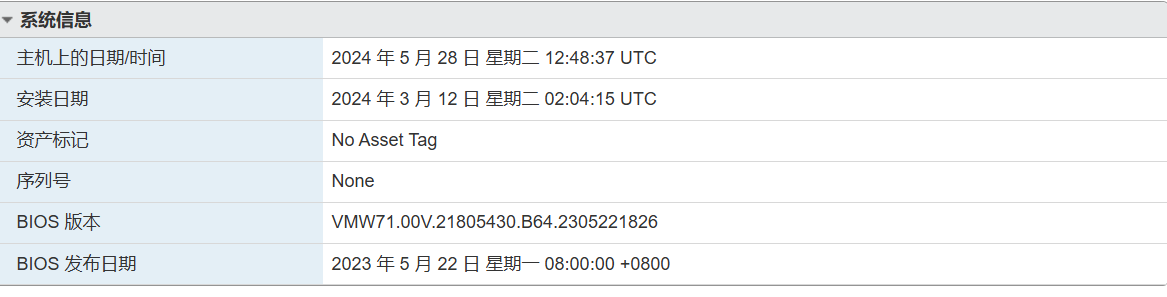 系统信息
主机上的日期/时间 2024 年 5 月 28 日 星期二 12:48:37 UTC
安装日期 2024 年 3 月 12 日 星期二 02:04:15 UTC
资产标记 No Asset Tag
序列号 None
BIOS 版本 VMW71.00V.21805430.B64.2305221826
BIOS 发布日期 2023 年 5 月 22 日 星期一 08:00:00 +0800